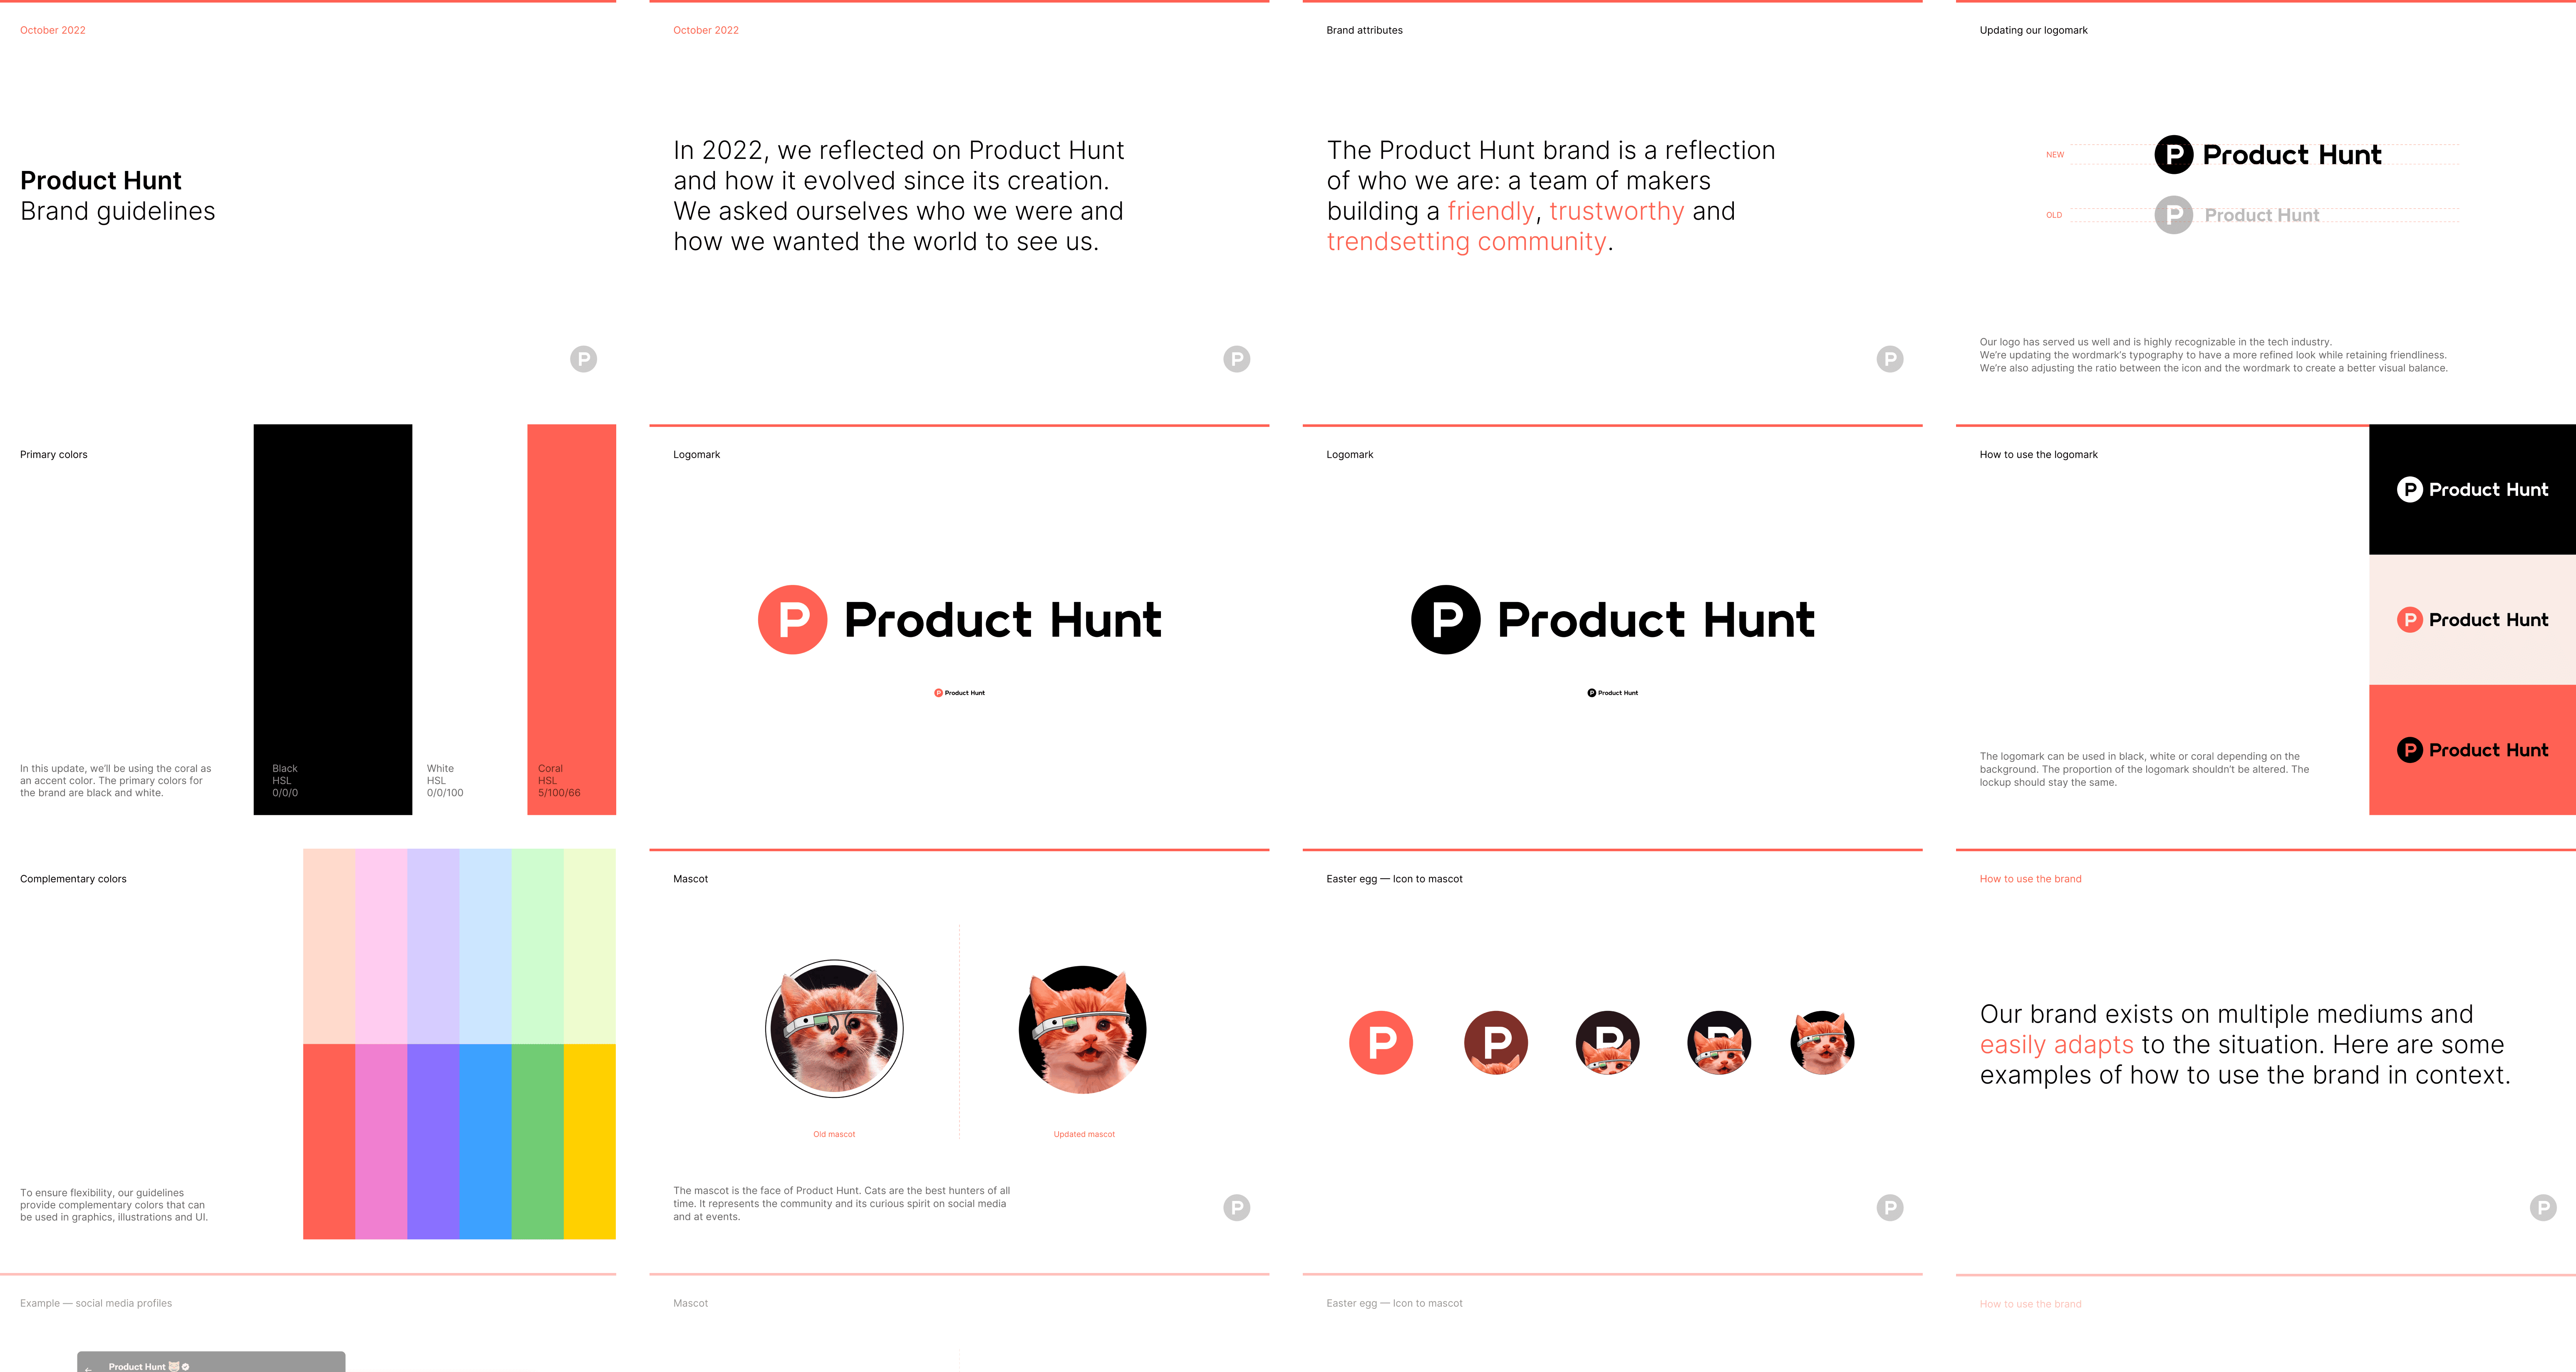 October 2022
Product Hunt
Brand guidelines
P
October 2022
In 2022, we reflected on Product Hunt
and how it evolved since its creation.
We asked ourselves who we were and
how we wanted the world to see us.
P
Brand attributes
The Product Hunt brand is a reflection
of who we are: a team of makers
building a friendly, trustworthy and
trendsetting community.
P
Updating our logomark
NEW
P Product Hunt
OLD
P Product Hunt
Our logo has served us well and is highly recognizable in the tech industry.
We're updating the wordmark's typography to have a more refined look while retaining friendliness.
We're also adjusting the ratio between the icon and the wordmark to create a better visual balance.
Primary colors
In this update, we'll be using the coral as
an accent color. The primary colors for
the brand are black and white.
Black
HSL
0/0/0
White
HSL
0/0/100
Coral
HSL
5/100/66
Logomark
P Product Hunt
P Product Hunt
Logomark
P Product Hunt
P Product Hunt
How to use the logomark
The logomark can be used in black, white or coral depending on the
background. The proportion of the logomark shouldn't be altered. The
lockup should stay the same.
P Product Hunt
P Product Hunt
P Product Hunt
Complementary colors
To ensure flexibility, our guidelines
provide complementary colors that can
be used in graphics, illustrations and UI.
Mascot
Old mascot
Updated mascot
The mascot is the face of Product Hunt. Cats are the best hunters of all
time. It represents the community and its curious spirit on social media
and at events.
P
Easter egg — Icon to mascot
P
P
P
P
P
How to use the brand
Our brand exists on multiple mediums and
easily adapts to the situation. Here are some
examples of how to use the brand in context.
P
Example — social media profiles
Product Hunt
Mascot
Easter egg — Icon to mascot
How to use the brand